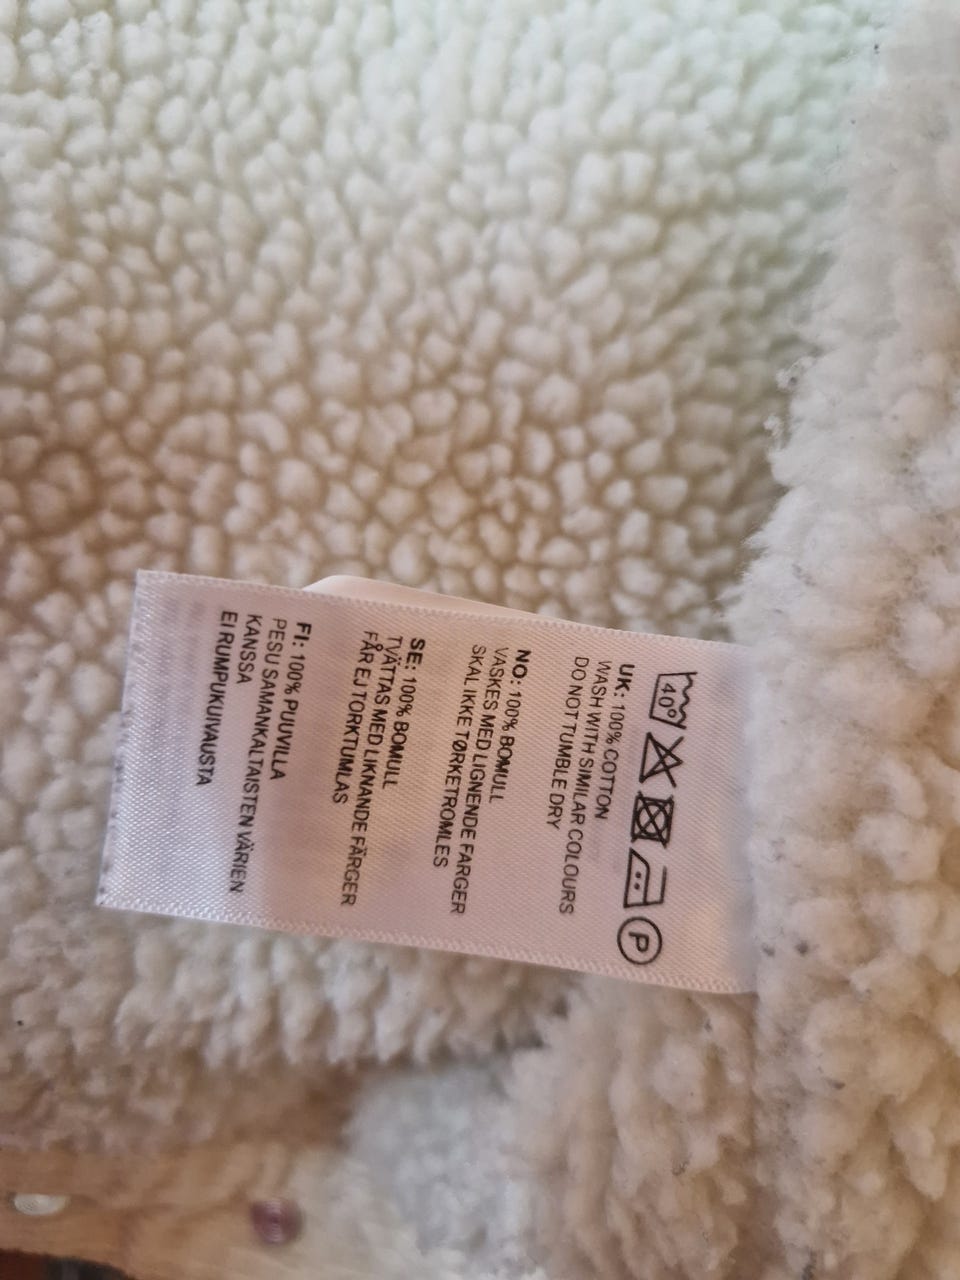 40°
P
UK: 100% COTTON
WASH WITH SIMILAR COLOURS
DO NOT TUMBLE DRY
NO: 100% BOMULL
VASKES MED LIGNENDE FARGER
SKAL IKKE TØRKETROMLES
SE: 100% BOMULL
TVÄTTAS MED LIKNANDE FÄRGER
FÅR EJ TORKTUMLAS
FI: 100% PUUVILLA
PESU SAMANKALTAISTEN VÄRIEN
KANSSA
EI RUMPUKUIVAUSTA